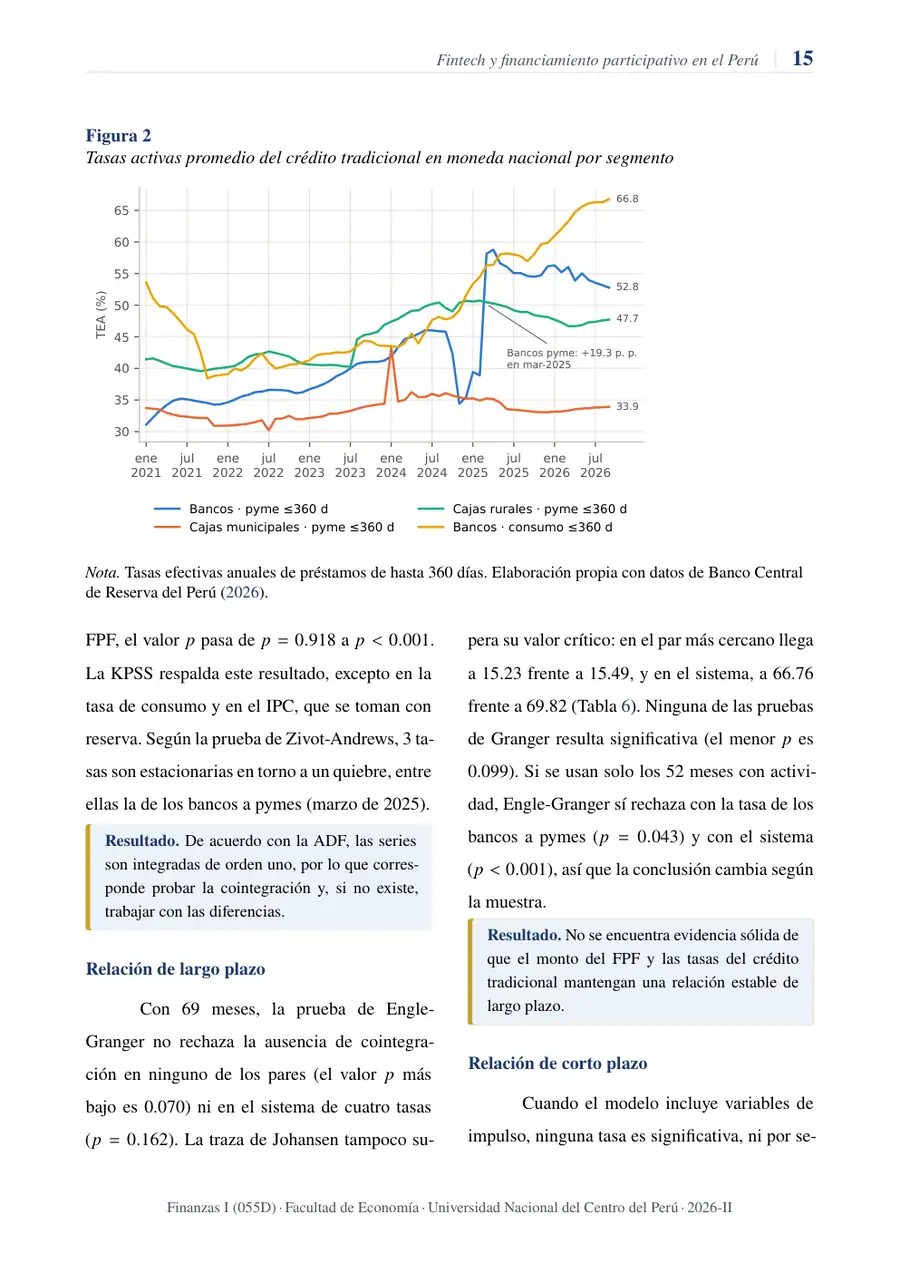 Fintech y financiamiento participativo en el Perú | 15
Figura 2
Tasas activas promedio del crédito tradicional en moneda nacional por segmento
TEA (%)
65
60
55
50
45
40
35
30
66.8
52.8
47.7
33.9
Bancos pyme: +19.3 p. p.
en mar-2025
ene jul ene jul ene jul ene jul ene jul ene jul
2021 2021 2022 2022 2023 2023 2024 2024 2025 2025 2026 2026
Bancos · pyme ≤360 d
Cajas municipales · pyme ≤360 d
Cajas rurales · pyme ≤360 d
Bancos · consumo ≤360 d
Nota. Tasas efectivas anuales de préstamos de hasta 360 días. Elaboración propia con datos de Banco Central
de Reserva del Perú (2026).
FPF, el valor p pasa de p = 0.918 a p < 0.001.
La KPSS respalda este resultado, excepto en la
tasa de consumo y en el IPC, que se toman con
reserva. Según la prueba de Zivot-Andrews, 3 ta-
sas son estacionarias en torno a un quiebre, entre
ellas la de los bancos a pymes (marzo de 2025).
Resultado. De acuerdo con la ADF, las series
son integradas de orden uno, por lo que corres-
ponde probar la cointegración y, si no existe,
trabajar con las diferencias.
Relación de largo plazo
Con 69 meses, la prueba de Engle-
Granger no rechaza la ausencia de cointegra-
ción en ninguno de los pares (el valor p más
bajo es 0.070) ni en el sistema de cuatro tasas
(p = 0.162). La traza de Johansen tampoco su-
pera su valor crítico: en el par más cercano llega
a 15.23 frente a 15.49, y en el sistema, a 66.76
frente a 69.82 (Tabla 6). Ninguna de las pruebas
de Granger resulta significativa (el menor p es
0.099). Si se usan solo los 52 meses con activi-
dad, Engle-Granger sí rechaza con la tasa de los
bancos a pymes (p = 0.043) y con el sistema
(p < 0.001), así que la conclusión cambia según
la muestra.
Resultado. No se encuentra evidencia sólida de
que el monto del FPF y las tasas del crédito
tradicional mantengan una relación estable de
largo plazo.
Relación de corto plazo
Cuando el modelo incluye variables de
impulso, ninguna tasa es significativa, ni por se-
Finanzas I (055D) · Facultad de Economía · Universidad Nacional del Centro del Perú · 2026-II